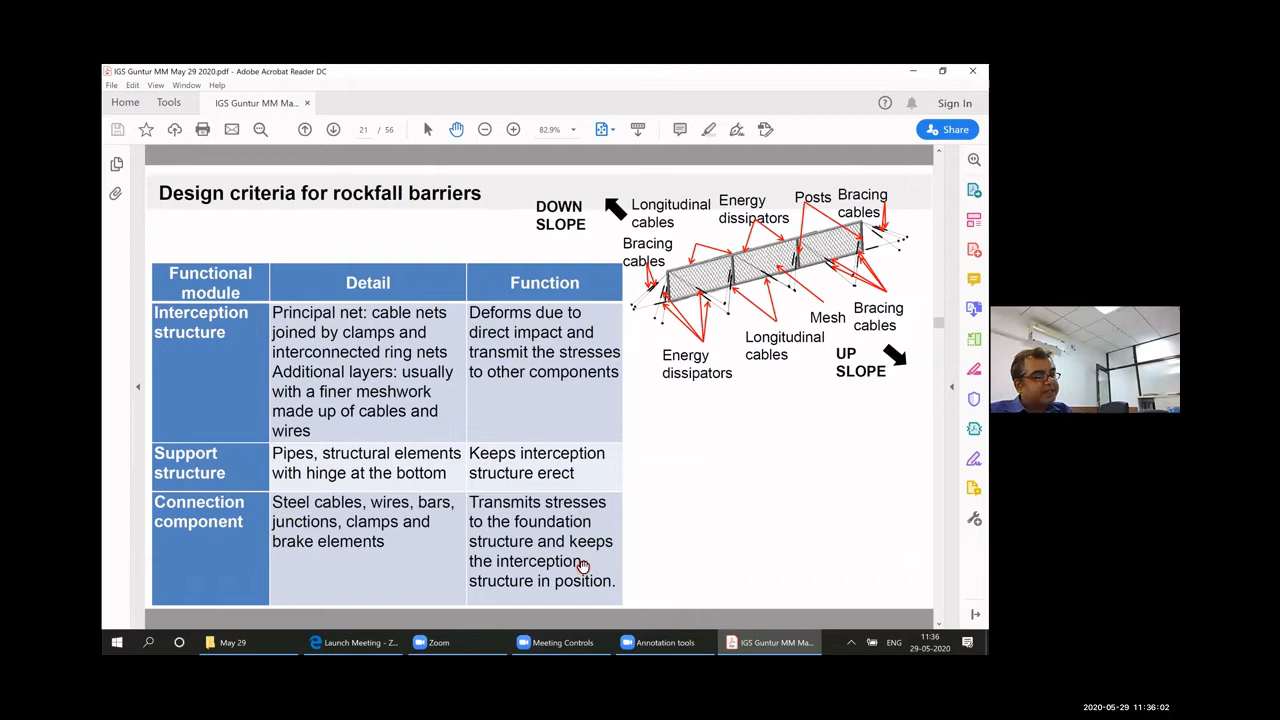 IGS Guntur MM May 29 2020.pdf - Adobe Acrobat Reader DC
File Edit View Window Help
Home Tools IGS Guntur MM Ma... × Sign In
21 / 56 82.9% Share
Design criteria for rockfall barriers
DOWN
SLOPE
Longitudinal
cables
Energy
dissipators
Posts
Bracing
cables
Bracing
cables
Mesh
Bracing
cables
Longitudinal
cables
Energy
dissipators
UP
SLOPE
Functional
module
Detail
Function
Interception
structure
Principal net: cable nets
joined by clamps and
interconnected ring nets
Additional layers: usually
with a finer meshwork
made up of cables and
wires
Deforms due to
direct impact and
transmit the stresses
to other components
Support
structure
Pipes, structural elements
with hinge at the bottom
Keeps interception
structure erect
Connection
component
Steel cables, wires, bars,
junctions, clamps and
brake elements
Transmits stresses
to the foundation
structure and keeps
the interception
structure in position.
May 29 Launch Meeting - Z... Zoom Meeting Controls Annotation tools IGS Guntur MM Ma... ENG 11:36
29-05-2020
2020-05-29 11:36:02